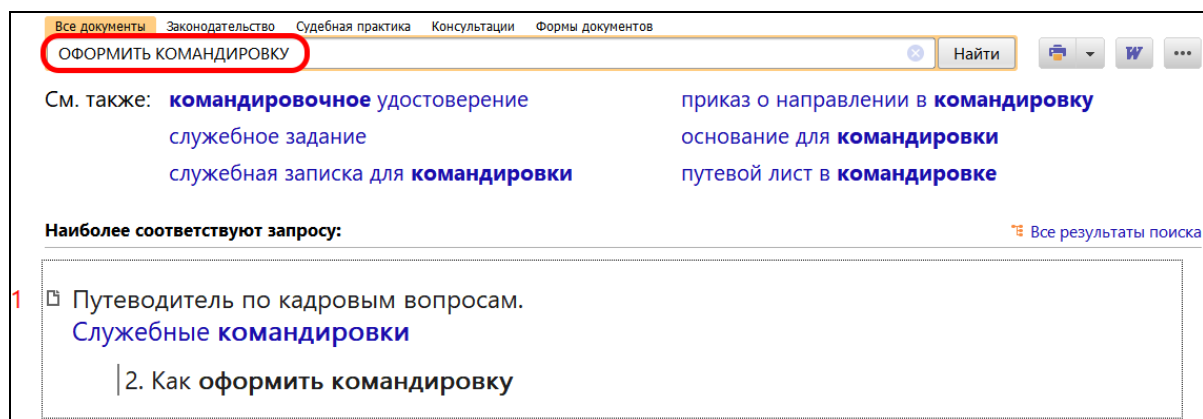 Все документы Законодательство Судебная практика Консультации Формы документов
ОФОРМИТЬ КОМАНДИРОВКУ Найти W
См. также: командировочное удостоверение приказ о направлении в командировку
служебное задание основание для командировки
служебная записка для командировки путевой лист в командировке
Наиболее соответствуют запросу: Все результаты поиска
1 Путеводитель по кадровым вопросам.
Служебные командировки
2. Как оформить командировку